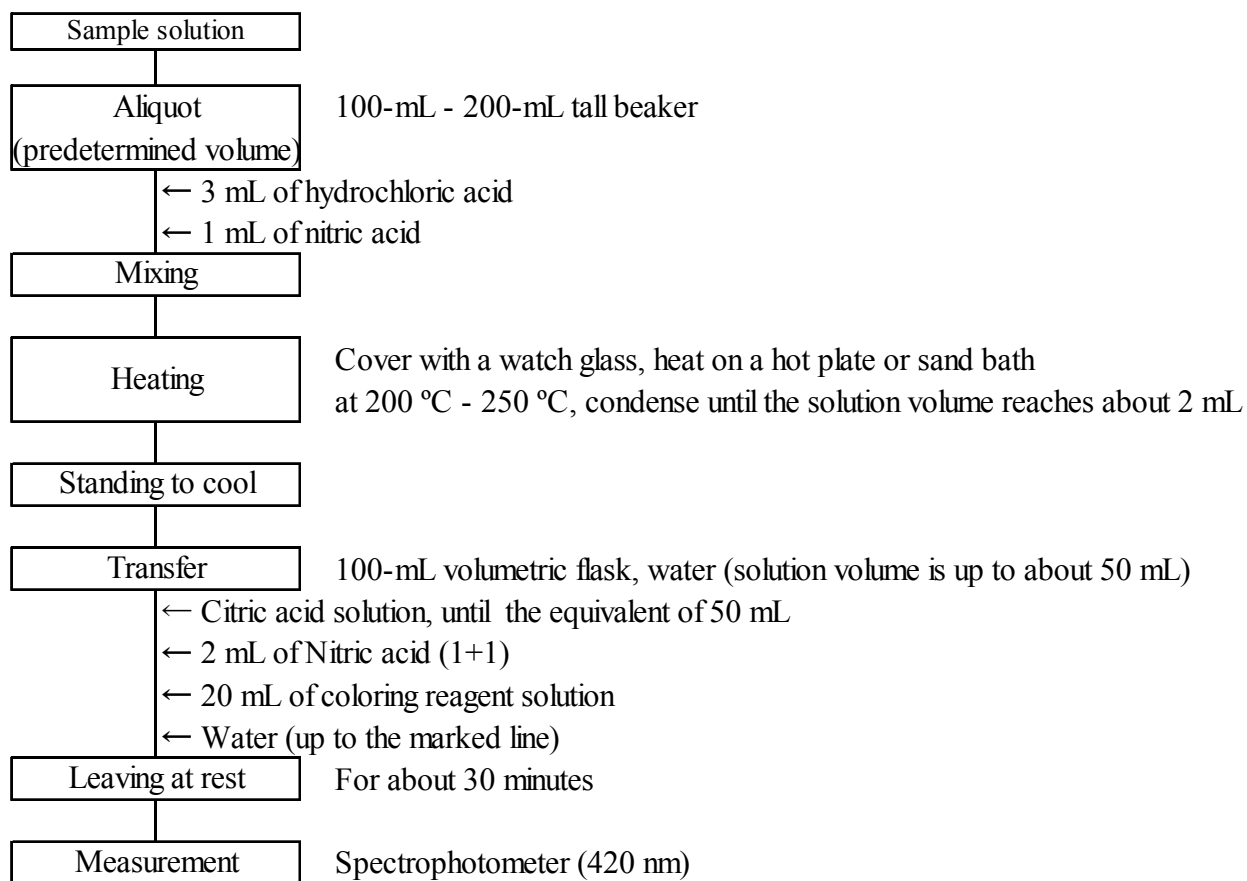 Sample solution
Aliquot
(predetermined volume)
100-mL - 200-mL tall beaker
← 3 mL of hydrochloric acid
← 1 mL of nitric acid
Mixing
Heating
Cover with a watch glass, heat on a hot plate or sand bath
at 200 ºC - 250 ºC, condense until the solution volume reaches about 2 mL
Standing to cool
Transfer
100-mL volumetric flask, water (solution volume is up to about 50 mL)
← Citric acid solution, until the equivalent of 50 mL
← 2 mL of Nitric acid (1+1)
← 20 mL of coloring reagent solution
← Water (up to the marked line)
Leaving at rest
For about 30 minutes
Measurement
Spectrophotometer (420 nm)